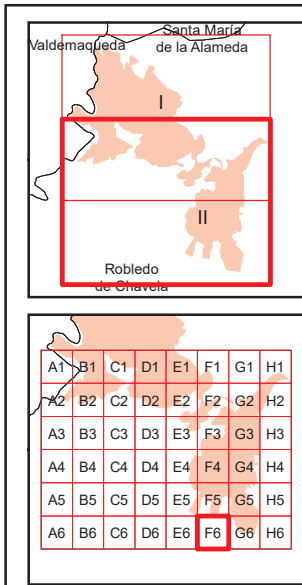 Santa María
Valdemaqueda de la Alameda
I
II
Robledo
de Chavela
A1 B1 C1 D1 E1 F1 G1 H1
A2 B2 C2 D2 E2 F2 G2 H2
A3 B3 C3 D3 E3 F3 G3 H3
A4 B4 C4 D4 E4 F4 G4 H4
A5 B5 C5 D5 E5 F5 G5 H5
A6 B6 C6 D6 E6 F6 G6 H6